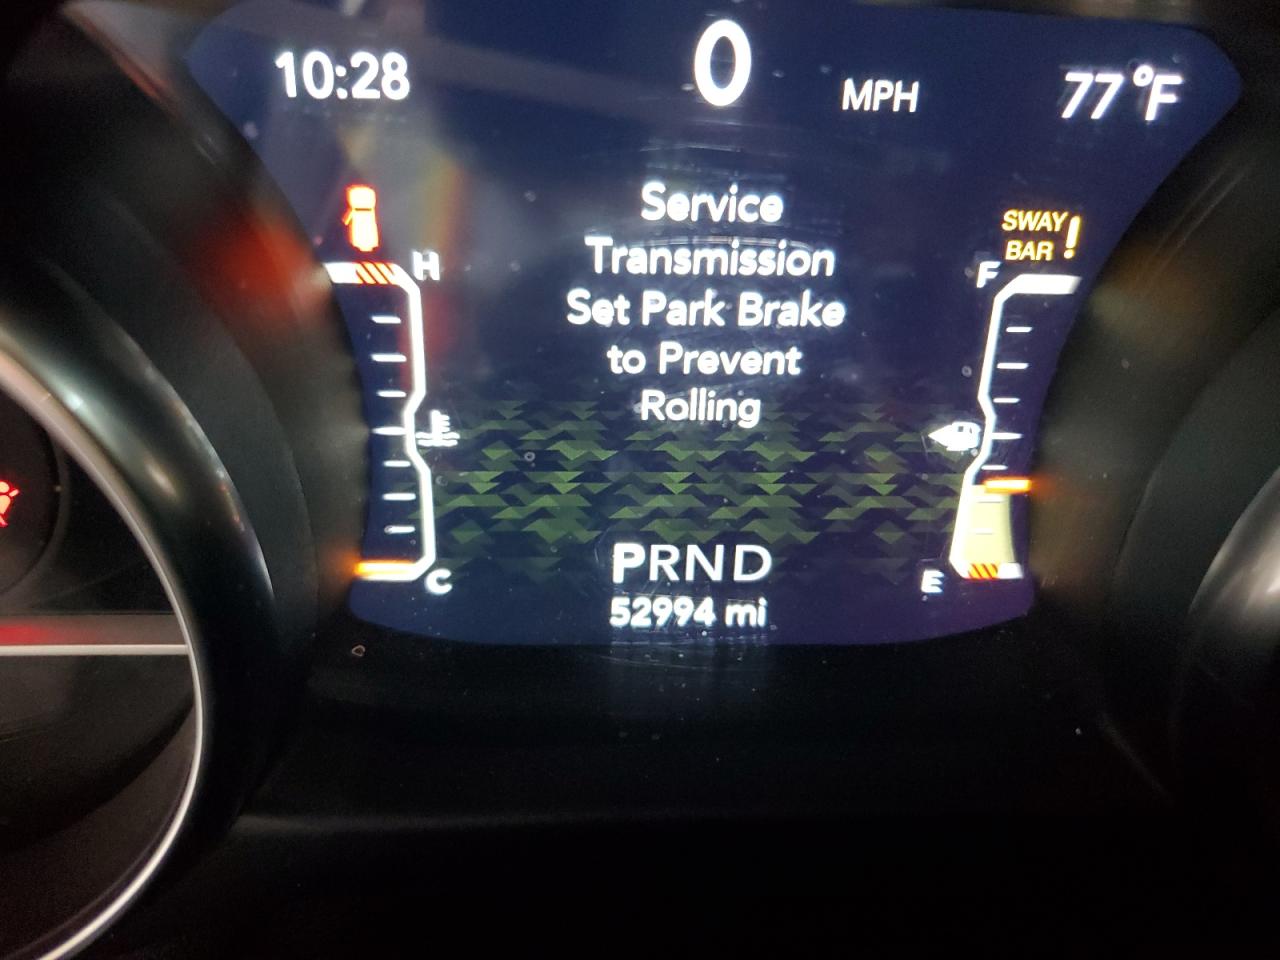 10:28 0 MPH 77°F
Service
Transmission
Set Park Brake
to Prevent
Rolling
SWAY
BAR !
H
F
C
E
PRND
52994 mi